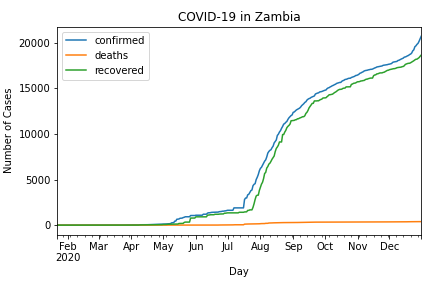 COVID-19 in Zambia
confirmed
deaths
recovered
Number of Cases
20000
15000
10000
5000
0
Feb Mar Apr May Jun Jul Aug Sep Oct Nov Dec
2020
Day